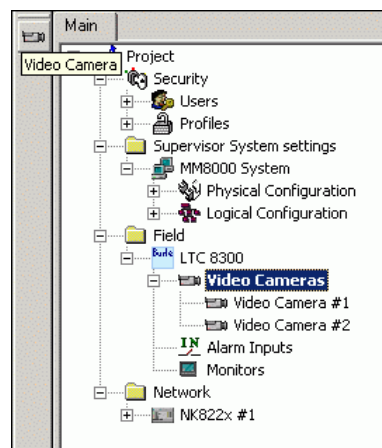 Main
Project
Video Camera
Security
Users
Profiles
Supervisor System settings
MM8000 System
Physical Configuration
Logical Configuration
Field
Burle LTC 8300
Video Cameras
Video Camera #1
Video Camera #2
IN Alarm Inputs
Monitors
Network
NK822x #1